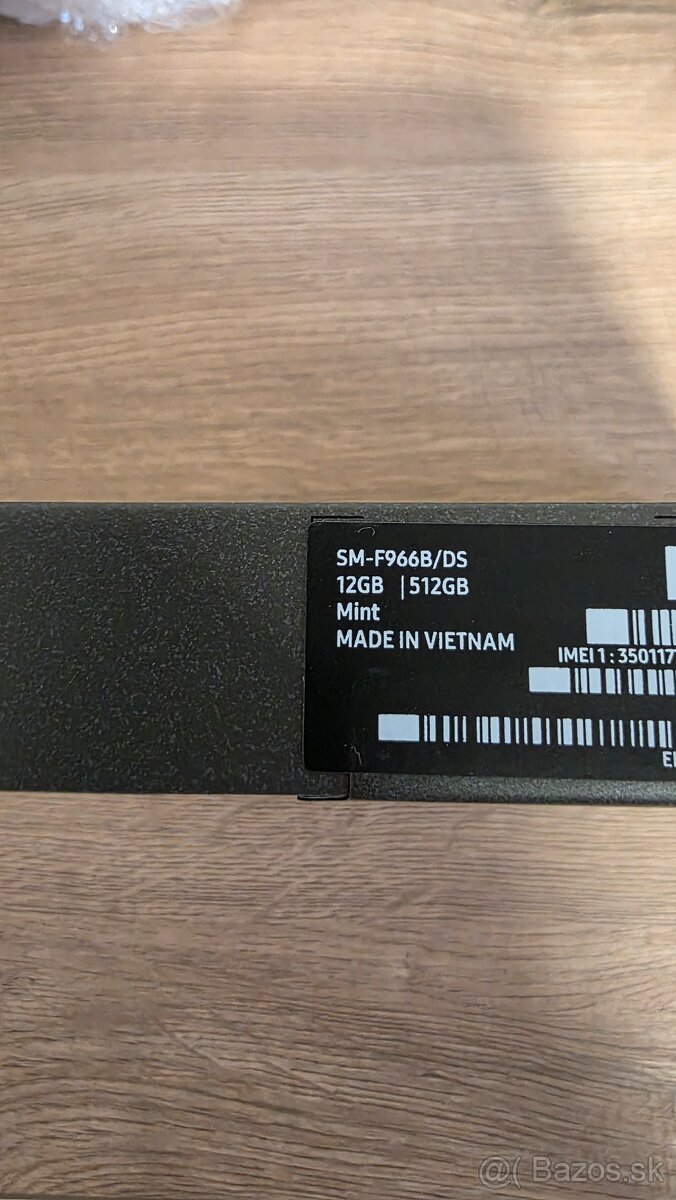 SM-F966B/DS
12GB | 512GB
Mint
MADE IN VIETNAM
IMEI 1 : 350117
@( Bazos.sk